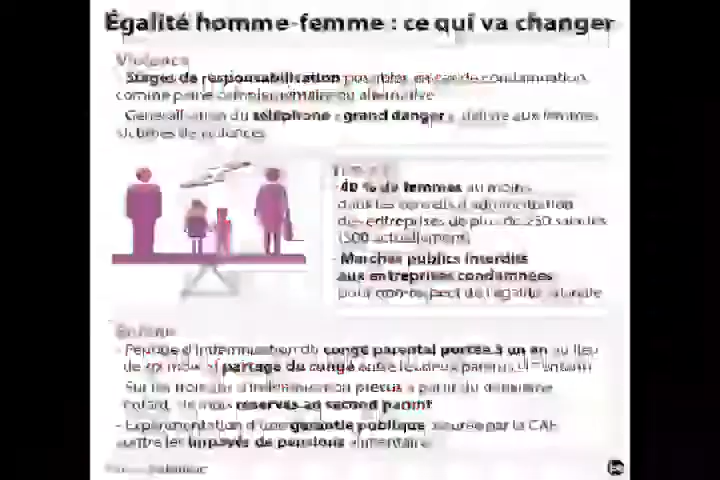 Égalité homme-femme : ce qui va changer
Violence
- Stages de responsabilisation possibles en cas de condamnation,
comme peine complémentaire ou alternative
- Généralisation du téléphone « grand danger », délivré aux femmes
victimes de violences
- 40 % de femmes au moins
dans les conseils d'administration
des entreprises de plus de 250 salariés
(500 actuellement)
- Marchés publics interdits
aux entreprises condamnées
pour non-respect de l'égalité salariale
- Période d'indemnisation du congé parental portée à un an au lieu
de six mois si partage du congé entre les deux parents (1er enfant)
- Sur les trois ans d'indemnisation prévus à partir du deuxième
enfant, six mois réservés au second parent
- Expérimentation d'une garantie publique assurée par la CAF
contre les impayés de pensions alimentaires